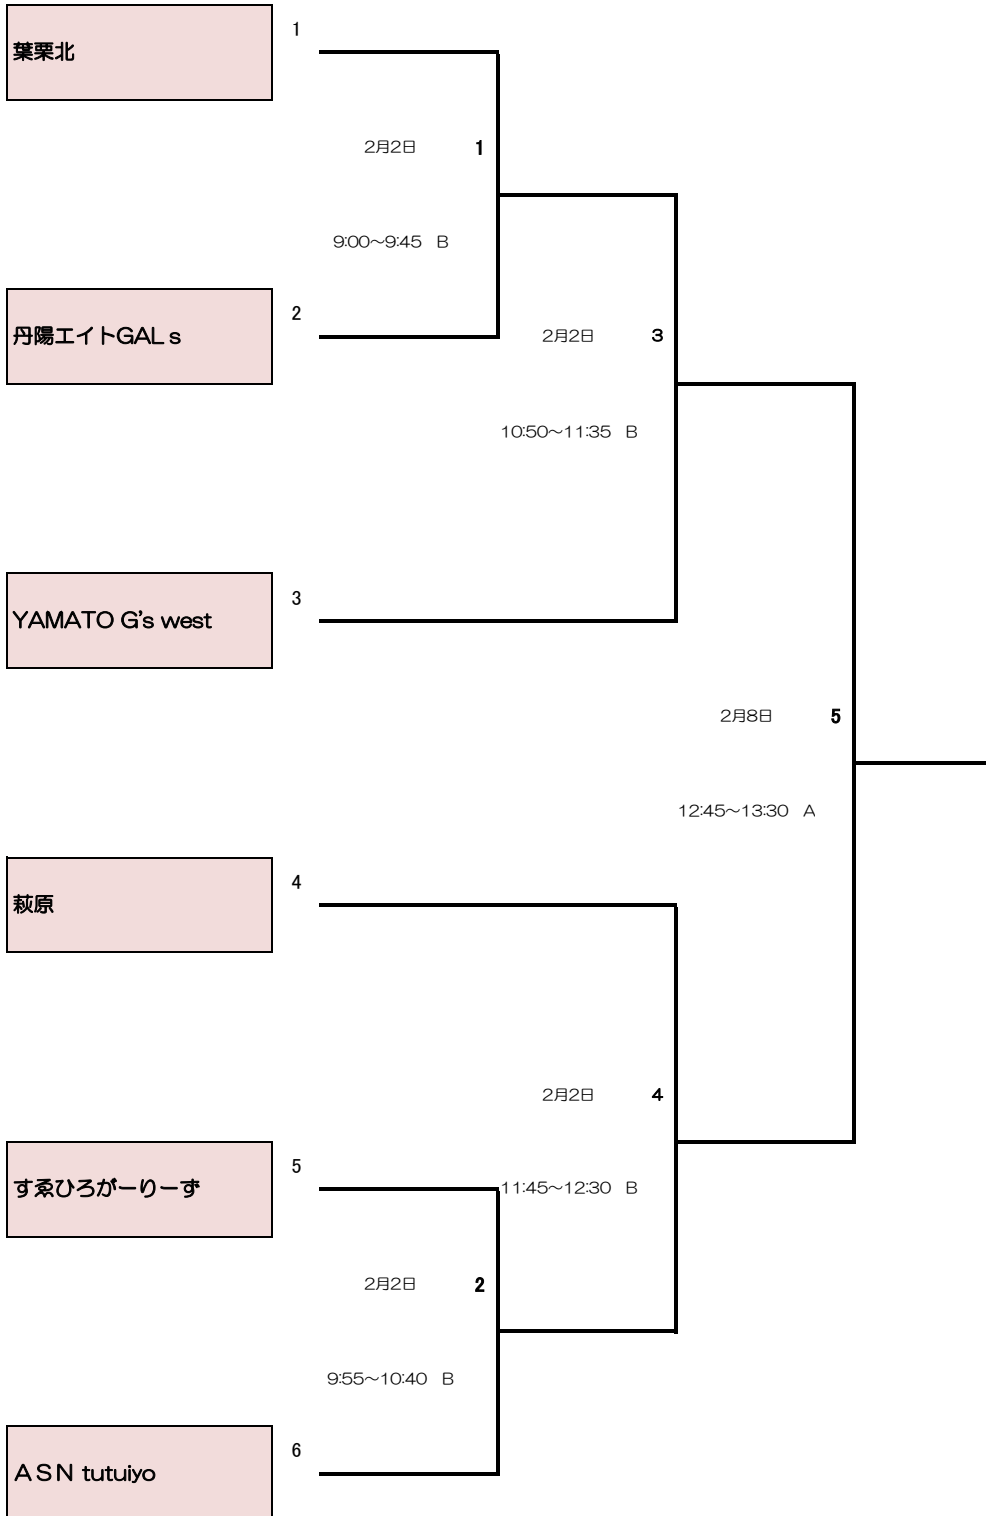 1
葉栗北
2月2日 1
9:00～9:45 B
2
丹陽エイトGALｓ
2月2日 3
10:50～11:35 B
3
YAMATO G's west
2月8日 5
12:45～13:30 A
4
萩原
2月2日 4
5
すゑひろがーりーず
11:45～12:30 B
2月2日 2
9:55～10:40 B
6
ＡＳＮ tutuiyo